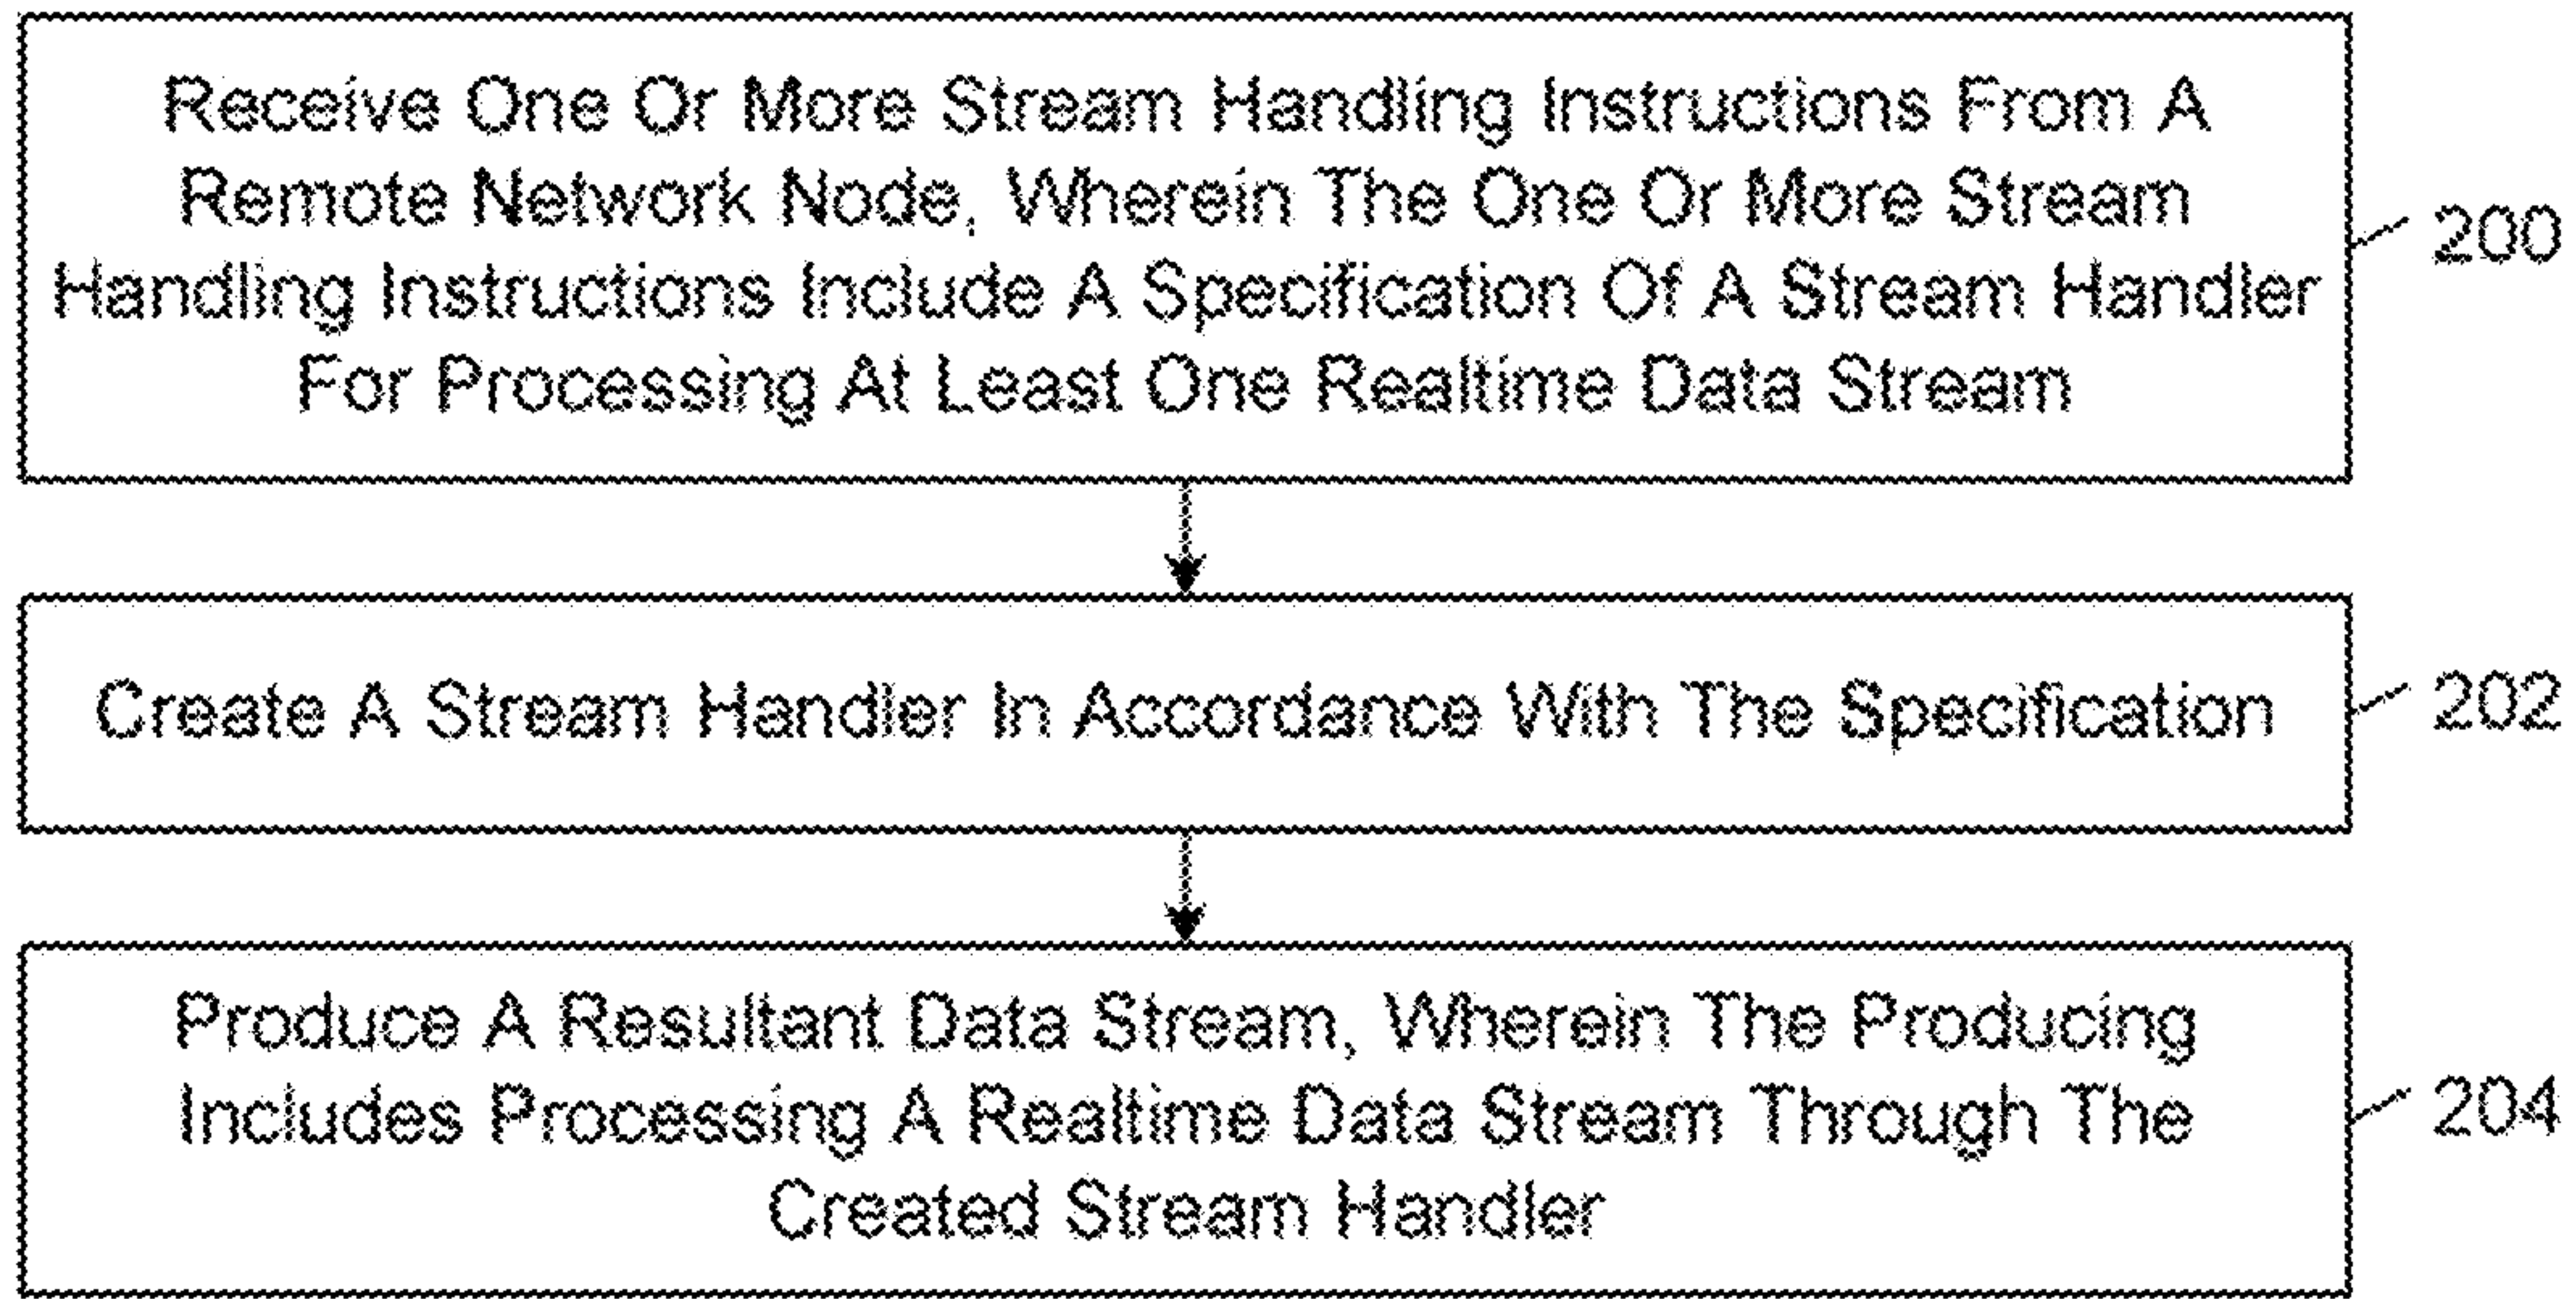 Receive One Or More Stream Handling Instructions From A
Remote Network Node, Wherein The One Or More Stream
Handling Instructions Include A Specification Of A Stream Handler
For Processing At Least One Realtime Data Stream
200
Create A Stream Handler In Accordance With The Specification
202
Produce A Resultant Data Stream, Wherein The Producing
Includes Processing A Realtime Data Stream Through The
Created Stream Handler
204